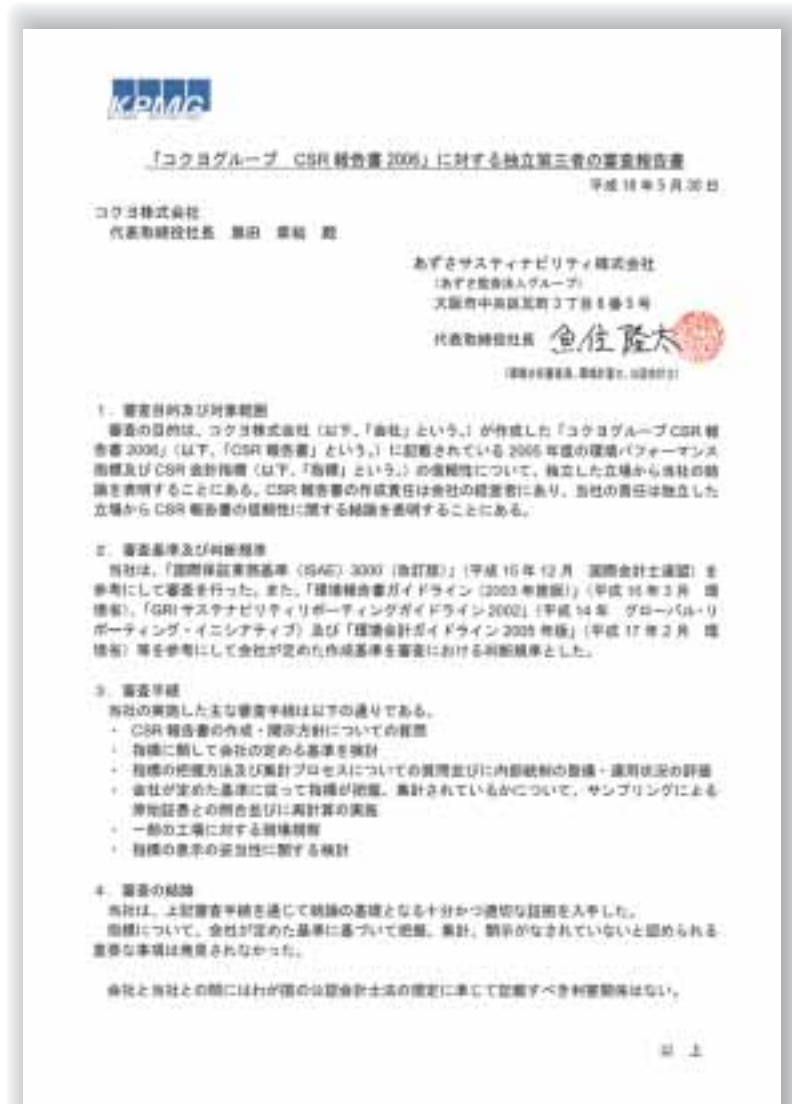 KPMG
「コクヨグループ　CSR 報告書 2006」に対する独立第三者の審査報告書
平成 18 年 5 月 30 日
コクヨ株式会社
代表取締役社長　黒田　章裕　殿
あずさサスティナビリティ株式会社
（あずさ監査法人グループ）
大阪市中央区瓦町３丁目６番５号
代表取締役社長　魚住 隆太
1．審査目的及び対象範囲
審査の目的は、コクヨ株式会社（以下、「会社」という。）が作成した「コクヨグループ CSR 報
告書 2006」（以下、「CSR 報告書」という。）に記載されている 2005 年度の環境パフォーマンス
指標及び CSR 会計指標（以下、「指標」という。）の信頼性について、独立した立場から当社の結
論を表明することにある。CSR 報告書の作成責任は会社の経営者にあり、当社の責任は独立した
立場から CSR 報告書の信頼性に関する結論を表明することにある。
2．審査基準及び判断規準
当社は、「国際保証業務基準（ISAE）3000（改訂版）」（平成 15 年 12 月　国際会計士連盟）を
参考にして審査を行った。また、「環境報告書ガイドライン（2003 年度版）」（平成 16 年 3 月　環
境省）、「GRI サステナビリティリポーティングガイドライン 2002」（平成 14 年　グローバル・リ
ポーティング・イニシアティブ）及び「環境会計ガイドライン 2005 年版」（平成 17 年 2 月　環
境省）等を参考にして会社が定めた作成基準を審査における判断規準とした。
3．審査手続
当社の実施した主な審査手続は以下の通りである。
・　CSR 報告書の作成・開示方針についての質問
・　指標に関して会社の定める基準を検討
・　指標の把握方法及び集計プロセスについての質問並びに内部統制の整備・運用状況の評価
・　会社が定めた基準に従って指標が把握、集計されているかについて、サンプリングによる
原始証憑との照合並びに再計算の実施
・　一部の工場に対する現場視察
・　指標の表示の妥当性に関する検討
4．審査の結論
当社は、上記審査手続を通じて結論の基礎となる十分かつ適切な証拠を入手した。
指標について、会社が定めた基準に基づいて把握、集計、開示がなされていないと認められる
重要な事項は発見されなかった。
会社と当社との間にはわが国の公認会計士法の規定に準じて記載すべき利害関係はない。
以　上